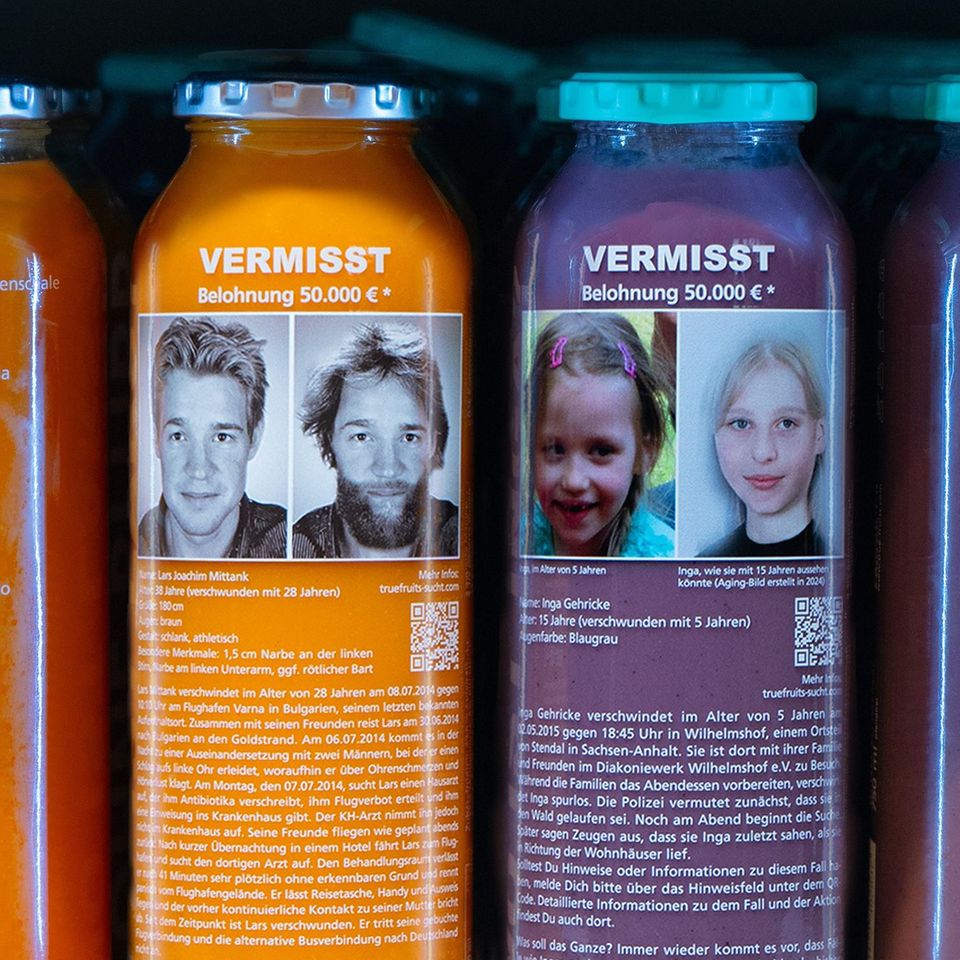 enschale
a
o
VERMISST
Belohnung 50.000 € *
Name: Lars Joachim Mittank
Alter: 38 Jahre (verschwunden mit 28 Jahren)
Größe: 180 cm
Augen: braun
Gestalt: schlank, athletisch
Besondere Merkmale: 1,5 cm Narbe an der linken
Stirn, Narbe am linken Unterarm, ggf. rötlicher Bart
Mehr Infos:
truefruits-sucht.com
Lars Mittank verschwindet im Alter von 28 Jahren am 08.07.2014 gegen
10:10 Uhr am Flughafen Varna in Bulgarien, seinem letzten bekannten
Aufenthaltsort. Zusammen mit seinen Freunden reist Lars am 30.06.2014
nach Bulgarien an den Goldstrand. Am 06.07.2014 kommt es in der
Nacht zu einer Auseinandersetzung mit zwei Männern, bei der er einen
Schlag aufs linke Ohr erleidet, woraufhin er über Ohrenschmerzen und
Hörverlust klagt. Am Montag, den 07.07.2014, sucht Lars einen Hausarzt
auf, der ihm Antibiotika verschreibt, ihm Flugverbot erteilt und ihm
eine Einweisung ins Krankenhaus gibt. Der KH-Arzt nimmt ihn jedoch
nicht im Krankenhaus auf. Seine Freunde fliegen wie geplant abends
zurück. Nach kurzer Übernachtung in einem Hotel fährt Lars zum Flug-
hafen und sucht den dortigen Arzt auf. Den Behandlungsraum verlässt
er nach 41 Minuten sehr plötzlich ohne erkennbaren Grund und rennt
panisch vom Flughafengelände. Er lässt Reisetasche, Handy und Ausweis
liegen und der vorher kontinuierliche Kontakt zu seiner Mutter bricht
ab. Seit dem Zeitpunkt ist Lars verschwunden. Er tritt seine gebuchte
Flugverbindung und die alternative Busverbindung nach Deutschland
nicht an.
VERMISST
Belohnung 50.000 € *
Inga, im Alter von 5 Jahren
Inga, wie sie mit 15 Jahren aussehen
könnte (Aging-Bild erstellt in 2024)
Name: Inga Gehricke
Alter: 15 Jahre (verschwunden mit 5 Jahren)
Augenfarbe: Blaugrau
Mehr Infos:
truefruits-sucht.com
Inga Gehricke verschwindet im Alter von 5 Jahren am
02.05.2015 gegen 18:45 Uhr in Wilhelmshof, einem Ortsteil
von Stendal in Sachsen-Anhalt. Sie ist dort mit ihrer Familie
und Freunden im Diakoniewerk Wilhelmshof e.V. zu Besuch.
Während die Familien das Abendessen vorbereiten, verschwin-
det Inga spurlos. Die Polizei vermutet zunächst, dass sie in
den Wald gelaufen sei. Noch am Abend beginnt die Suche.
Später sagen Zeugen aus, dass sie Inga zuletzt sahen, als sie
in Richtung der Wohnhäuser lief.
Solltest Du Hinweise oder Informationen zu diesem Fall ha-
ben, melde Dich bitte über das Hinweisfeld unter dem QR-
Code. Detaillierte Informationen zu dem Fall und der Aktion
findest Du auch dort.
Was soll das Ganze? Immer wieder kommt es vor, dass